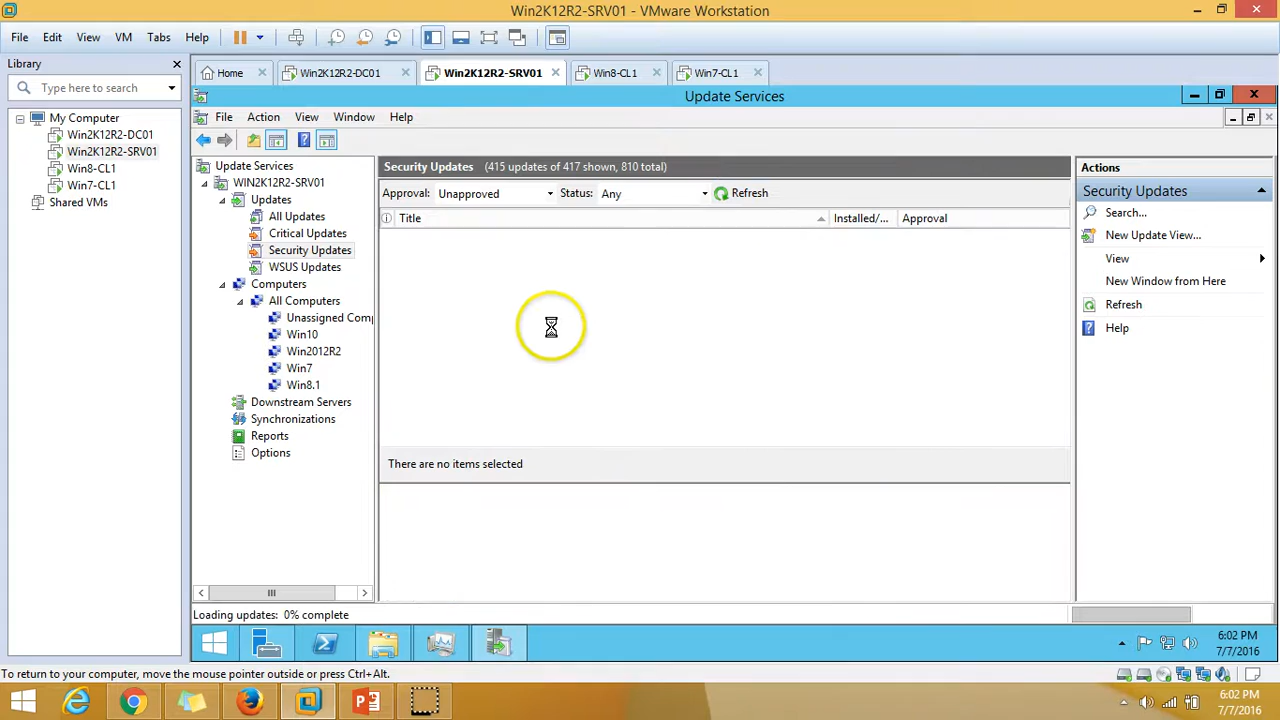 Win2K12R2-SRV01 - VMware Workstation
File Edit View VM Tabs Help
Library
Type here to search
My Computer
Win2K12R2-DC01
Win2K12R2-SRV01
Win8-CL1
Win7-CL1
Shared VMs
Home Win2K12R2-DC01 Win2K12R2-SRV01 Win8-CL1 Win7-CL1
Update Services
File Action View Window Help
Update Services
WIN2K12R2-SRV01
Updates
All Updates
Critical Updates
Security Updates
WSUS Updates
Computers
All Computers
Unassigned Comp
Win10
Win2012R2
Win7
Win8.1
Downstream Servers
Synchronizations
Reports
Options
Security Updates (415 updates of 417 shown, 810 total)
Approval: Unapproved Status: Any Refresh
Title Installed/... Approval
There are no items selected
Actions
Security Updates
Search...
New Update View...
View
New Window from Here
Refresh
Help
Loading updates: 0% complete
6:02 PM
7/7/2016
To return to your computer, move the mouse pointer outside or press Ctrl+Alt.
6:02 PM
7/7/2016